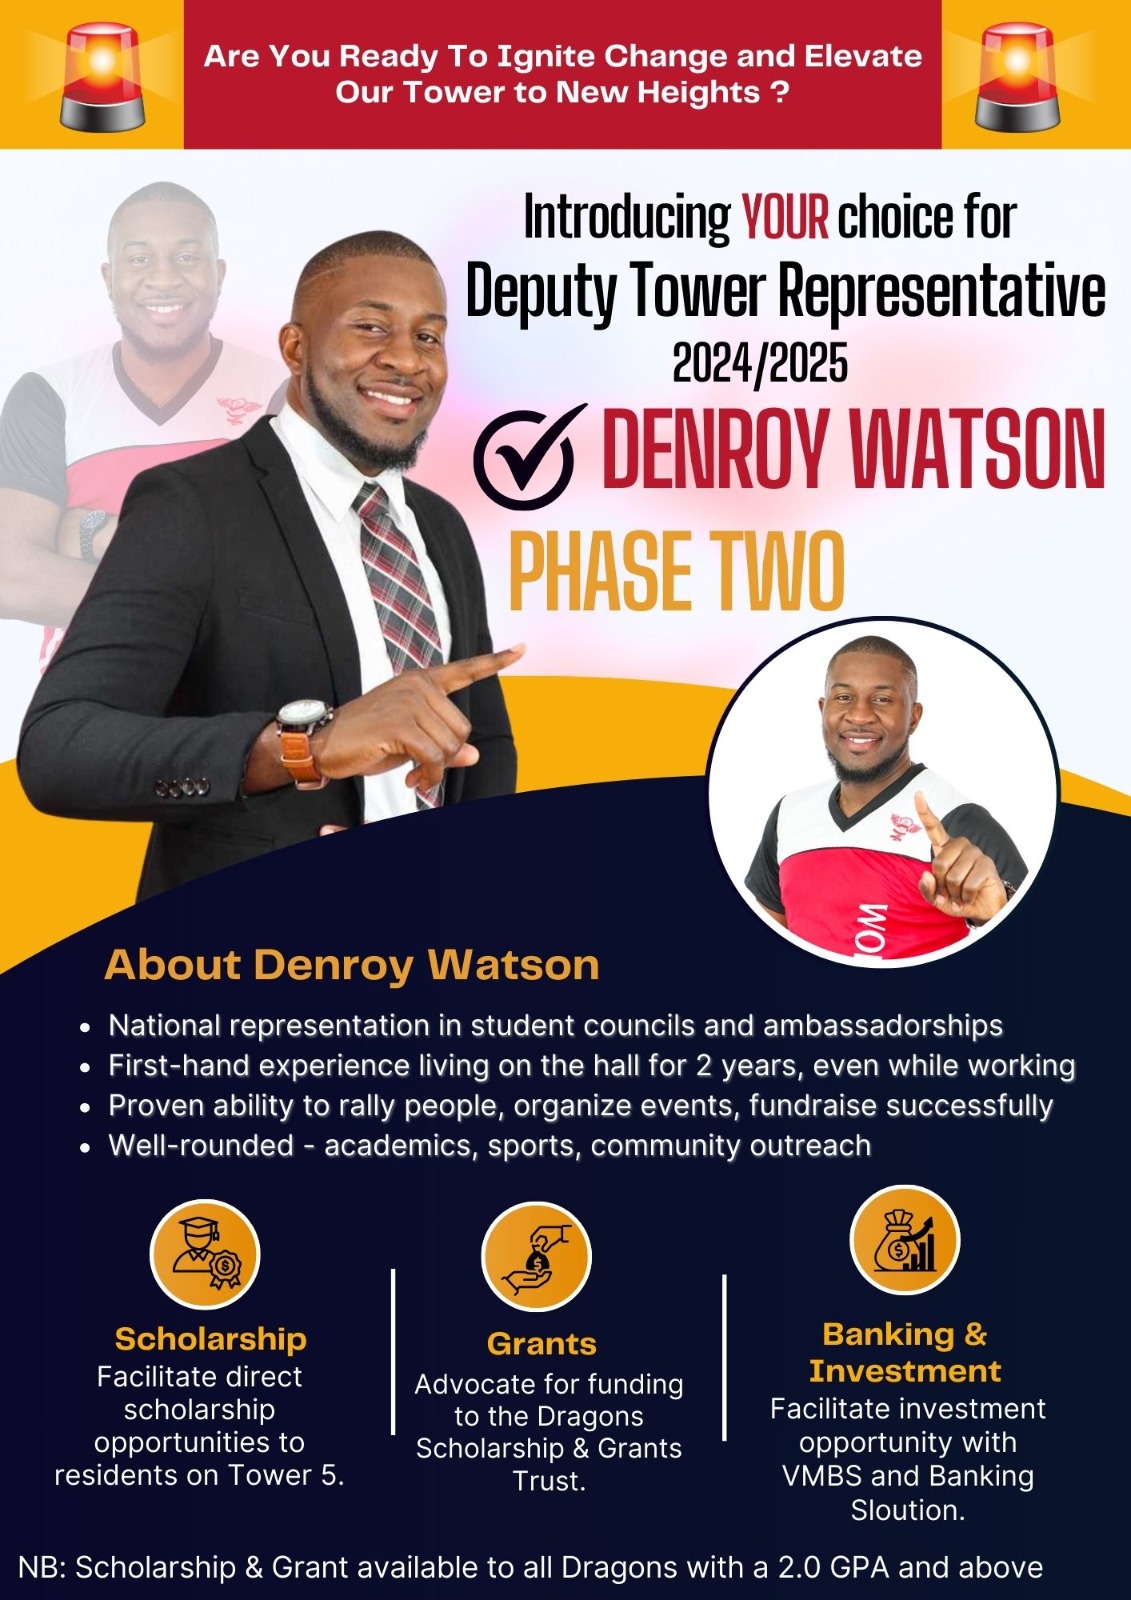 Are You Ready To Ignite Change and Elevate
Our Tower to New Heights ?
Introducing YOUR choice for
Deputy Tower Representative
2024/2025
DENROY WATSON
PHASE TWO
WO
About Denroy Watson
• National representation in student councils and ambassadorships
• First-hand experience living on the hall for 2 years, even while working
• Proven ability to rally people, organize events, fundraise successfully
• Well-rounded - academics, sports, community outreach
Scholarship
Facilitate direct
scholarship
opportunities to
residents on Tower 5.
Grants
Advocate for funding
to the Dragons
Scholarship & Grants
Trust.
Banking &
Investment
Facilitate investment
opportunity with
VMBS and Banking
Sloution.
NB: Scholarship & Grant available to all Dragons with a 2.0 GPA and above